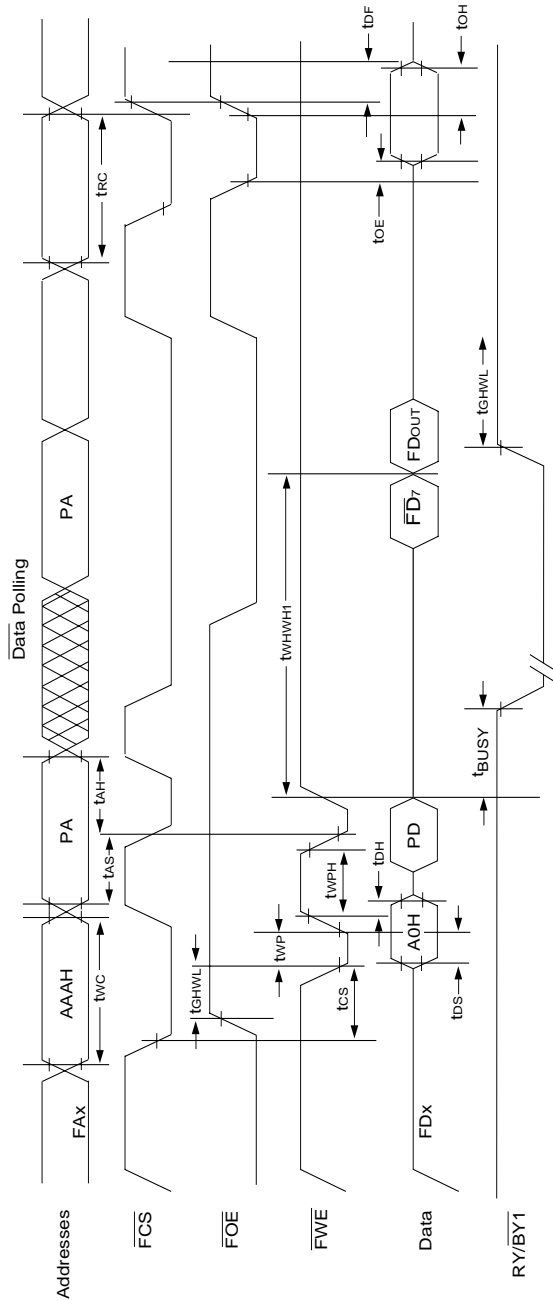 Data Polling
Addresses
FAx
AAAH
PA
PA
tWC
tAS
tAH
tRC
FCS
FOE
tGHWL
tDF
FWE
tCS
tWP
tWPH
tWHWH1
tOE
tOH
Data
FDx
A0H
PD
FD7
FDOUT
tDS
tDH
RY/BY1
tBUSY
tGHWL